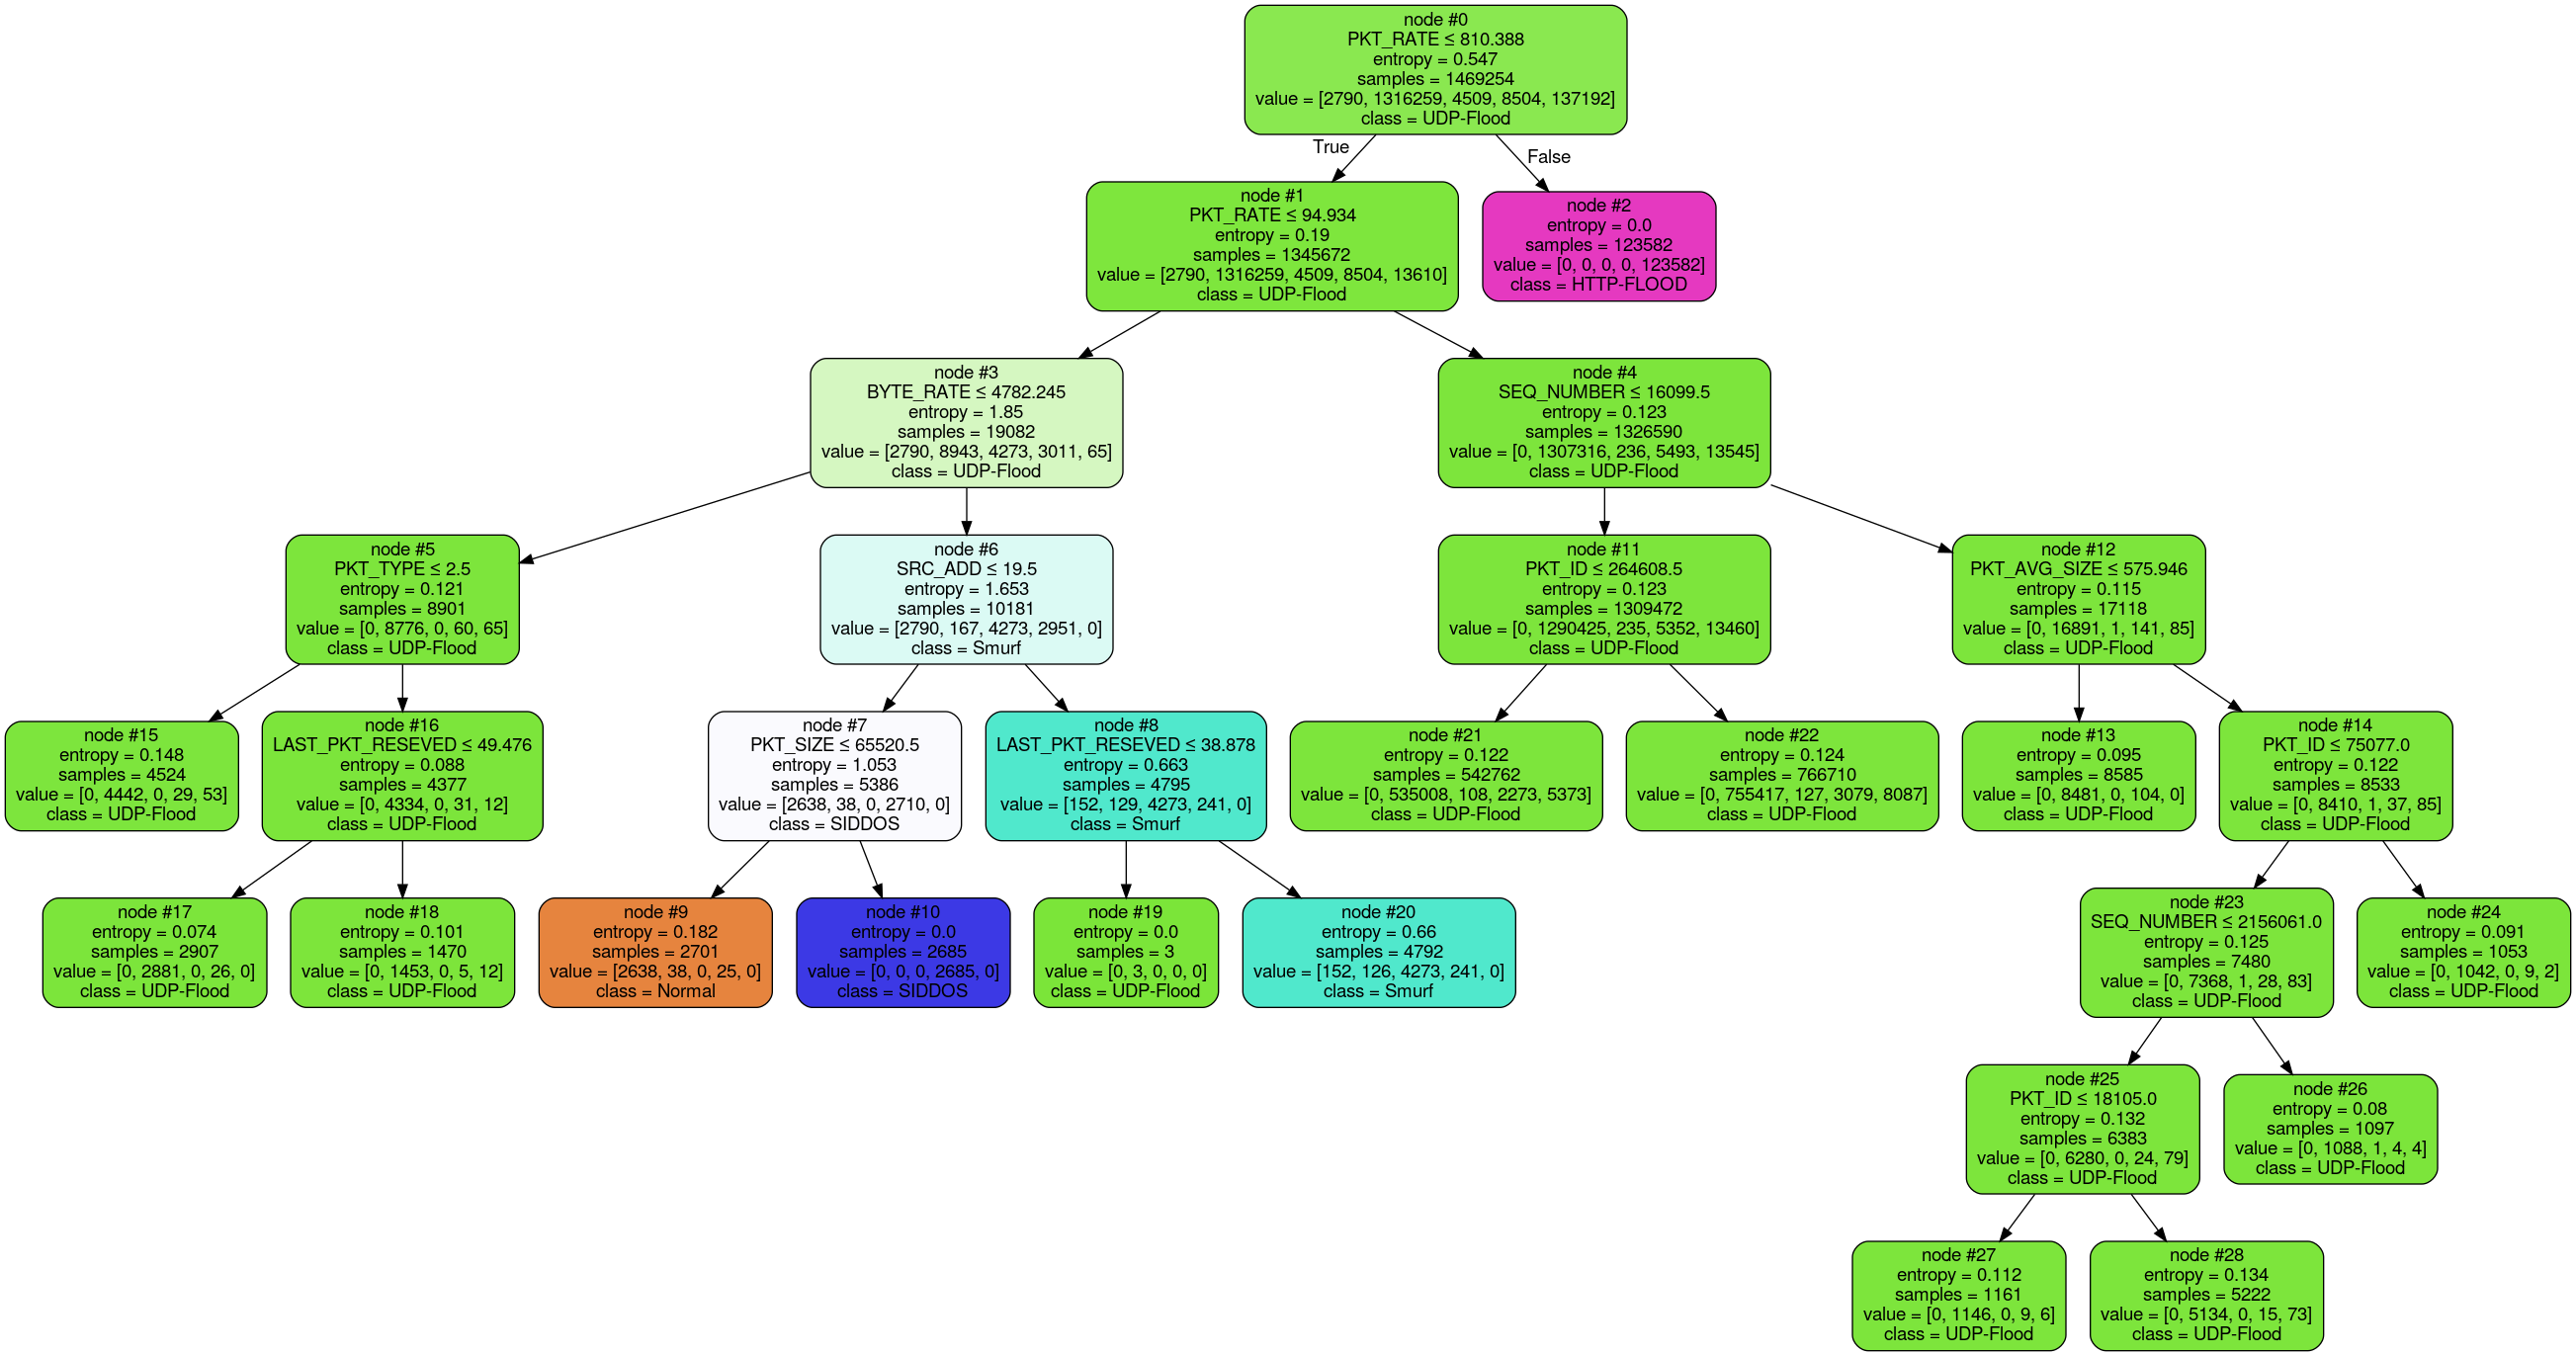 node #0
PKT_RATE ≤ 810.388
entropy = 0.547
samples = 1469254
value = [2790, 1316259, 4509, 8504, 137192]
class = UDP-Flood
True
False
node #1
PKT_RATE ≤ 94.934
entropy = 0.19
samples = 1345672
value = [2790, 1316259, 4509, 8504, 13610]
class = UDP-Flood
node #2
entropy = 0.0
samples = 123582
value = [0, 0, 0, 0, 123582]
class = HTTP-FLOOD
node #3
BYTE_RATE ≤ 4782.245
entropy = 1.85
samples = 19082
value = [2790, 8943, 4273, 3011, 65]
class = UDP-Flood
node #4
SEQ_NUMBER ≤ 16099.5
entropy = 0.123
samples = 1326590
value = [0, 1307316, 236, 5493, 13545]
class = UDP-Flood
node #5
PKT_TYPE ≤ 2.5
entropy = 0.121
samples = 8901
value = [0, 8776, 0, 60, 65]
class = UDP-Flood
node #6
SRC_ADD ≤ 19.5
entropy = 1.653
samples = 10181
value = [2790, 167, 4273, 2951, 0]
class = Smurf
node #11
PKT_ID ≤ 264608.5
entropy = 0.123
samples = 1309472
value = [0, 1290425, 235, 5352, 13460]
class = UDP-Flood
node #12
PKT_AVG_SIZE ≤ 575.946
entropy = 0.115
samples = 17118
value = [0, 16891, 1, 141, 85]
class = UDP-Flood
node #15
entropy = 0.148
samples = 4524
value = [0, 4442, 0, 29, 53]
class = UDP-Flood
node #16
LAST_PKT_RESEVED ≤ 49.476
entropy = 0.088
samples = 4377
value = [0, 4334, 0, 31, 12]
class = UDP-Flood
node #7
PKT_SIZE ≤ 65520.5
entropy = 1.053
samples = 5386
value = [2638, 38, 0, 2710, 0]
class = SIDDOS
node #8
LAST_PKT_RESEVED ≤ 38.878
entropy = 0.663
samples = 4795
value = [152, 129, 4273, 241, 0]
class = Smurf
node #21
entropy = 0.122
samples = 542762
value = [0, 535008, 108, 2273, 5373]
class = UDP-Flood
node #22
entropy = 0.124
samples = 766710
value = [0, 755417, 127, 3079, 8087]
class = UDP-Flood
node #13
entropy = 0.095
samples = 8585
value = [0, 8481, 0, 104, 0]
class = UDP-Flood
node #14
PKT_ID ≤ 75077.0
entropy = 0.122
samples = 8533
value = [0, 8410, 1, 37, 85]
class = UDP-Flood
node #17
entropy = 0.074
samples = 2907
value = [0, 2881, 0, 26, 0]
class = UDP-Flood
node #18
entropy = 0.101
samples = 1470
value = [0, 1453, 0, 5, 12]
class = UDP-Flood
node #9
entropy = 0.182
samples = 2701
value = [2638, 38, 0, 25, 0]
class = Normal
node #10
entropy = 0.0
samples = 2685
value = [0, 0, 0, 2685, 0]
class = SIDDOS
node #19
entropy = 0.0
samples = 3
value = [0, 3, 0, 0, 0]
class = UDP-Flood
node #20
entropy = 0.66
samples = 4792
value = [152, 126, 4273, 241, 0]
class = Smurf
node #23
SEQ_NUMBER ≤ 2156061.0
entropy = 0.125
samples = 7480
value = [0, 7368, 1, 28, 83]
class = UDP-Flood
node #24
entropy = 0.091
samples = 1053
value = [0, 1042, 0, 9, 2]
class = UDP-Flood
node #25
PKT_ID ≤ 18105.0
entropy = 0.132
samples = 6383
value = [0, 6280, 0, 24, 79]
class = UDP-Flood
node #26
entropy = 0.08
samples = 1097
value = [0, 1088, 1, 4, 4]
class = UDP-Flood
node #27
entropy = 0.112
samples = 1161
value = [0, 1146, 0, 9, 6]
class = UDP-Flood
node #28
entropy = 0.134
samples = 5222
value = [0, 5134, 0, 15, 73]
class = UDP-Flood